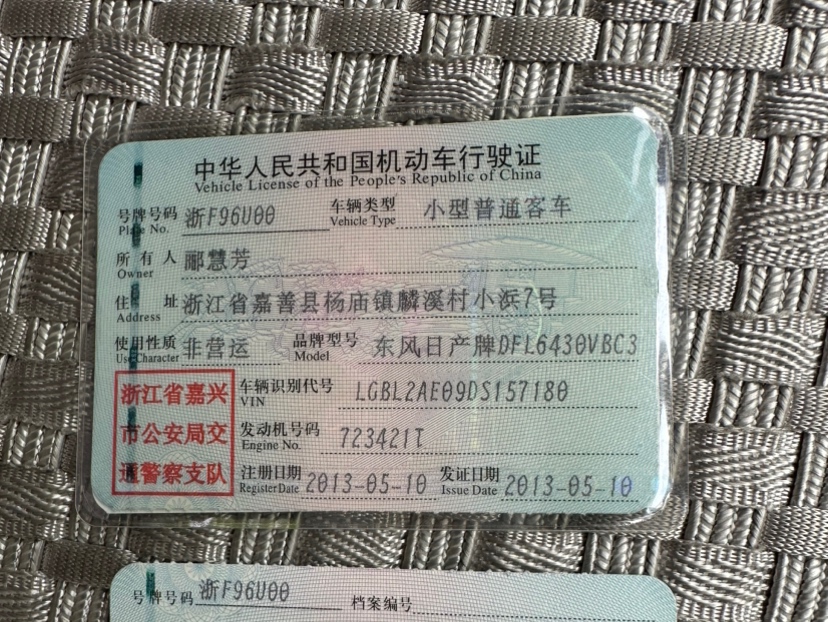 中华人民共和国机动车行驶证
Vehicle License of the People's Republic of China
号牌号码 浙F96U00 车辆类型 小型普通客车
Plate No. Vehicle Type
所有人 郦慧芳
Owner
住址 浙江省嘉善县杨庙镇麟溪村小浜7号
Address
使用性质 非营运 品牌型号 东风日产牌DFL6430VBC3
Use Character Model
浙江省嘉兴
市公安局交
通警察支队
车辆识别代号 LGBL2AE09DS157180
VIN
发动机号码 723421T
Engine No.
注册日期 2013-05-10 发证日期 2013-05-10
Register Date Issue Date
号牌号码 浙F96U00 档案编号